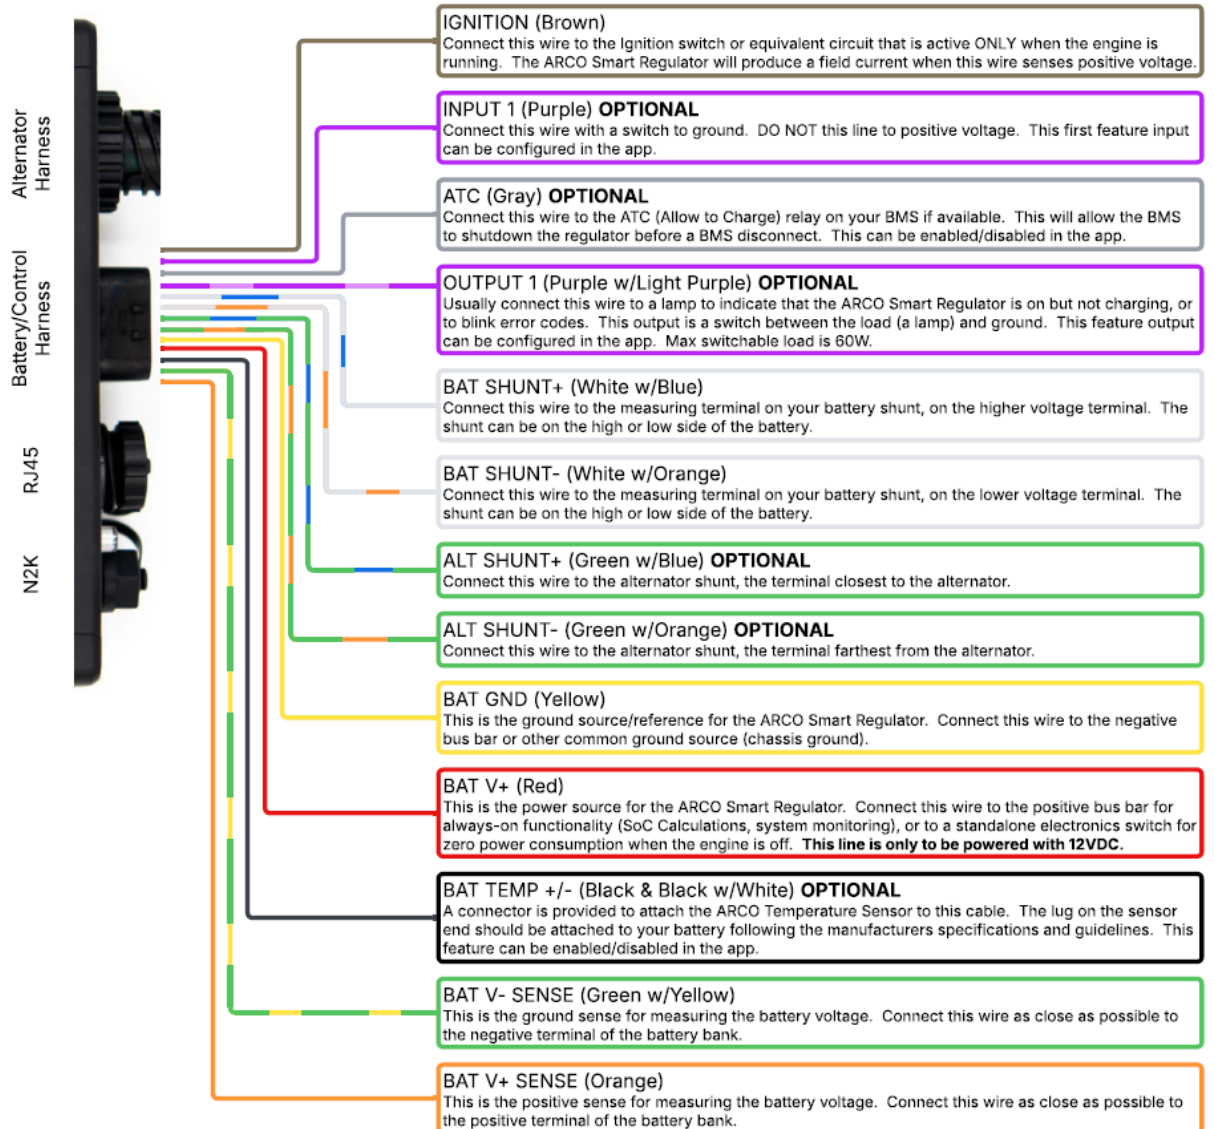 Alternator
Harness
Battery/Control
Harness
RJ45
N2K
IGNITION (Brown)
Connect this wire to the Ignition switch or equivalent circuit that is active ONLY when the engine is
running. The ARCO Smart Regulator will produce a field current when this wire senses positive voltage.
INPUT 1 (Purple) OPTIONAL
Connect this wire with a switch to ground. DO NOT this line to positive voltage. This first feature input
can be configured in the app.
ATC (Gray) OPTIONAL
Connect this wire to the ATC (Allow to Charge) relay on your BMS if available. This will allow the BMS
to shutdown the regulator before a BMS disconnect. This can be enabled/disabled in the app.
OUTPUT 1 (Purple w/Light Purple) OPTIONAL
Usually connect this wire to a lamp to indicate that the ARCO Smart Regulator is on but not charging, or
to blink error codes. This output is a switch between the load (a lamp) and ground. This feature output
can be configured in the app. Max switchable load is 60W.
BAT SHUNT+ (White w/Blue)
Connect this wire to the measuring terminal on your battery shunt, on the higher voltage terminal. The
shunt can be on the high or low side of the battery.
BAT SHUNT- (White w/Orange)
Connect this wire to the measuring terminal on your battery shunt, on the lower voltage terminal. The
shunt can be on the high or low side of the battery.
ALT SHUNT+ (Green w/Blue) OPTIONAL
Connect this wire to the alternator shunt, the terminal closest to the alternator.
ALT SHUNT- (Green w/Orange) OPTIONAL
Connect this wire to the alternator shunt, the terminal farthest from the alternator.
BAT GND (Yellow)
This is the ground source/reference for the ARCO Smart Regulator. Connect this wire to the negative
bus bar or other common ground source (chassis ground).
BAT V+ (Red)
This is the power source for the ARCO Smart Regulator. Connect this wire to the positive bus bar for
always-on functionality (SoC Calculations, system monitoring), or to a standalone electronics switch for
zero power consumption when the engine is off. This line is only to be powered with 12VDC.
BAT TEMP +/- (Black & Black w/White) OPTIONAL
A connector is provided to attach the ARCO Temperature Sensor to this cable. The lug on the sensor
end should be attached to your battery following the manufacturers specifications and guidelines. This
feature can be enabled/disabled in the app.
BAT V- SENSE (Green w/Yellow)
This is the ground sense for measuring the battery voltage. Connect this wire as close as possible to
the negative terminal of the battery bank.
BAT V+ SENSE (Orange)
This is the positive sense for measuring the battery voltage. Connect this wire as close as possible to
the positive terminal of the battery bank.